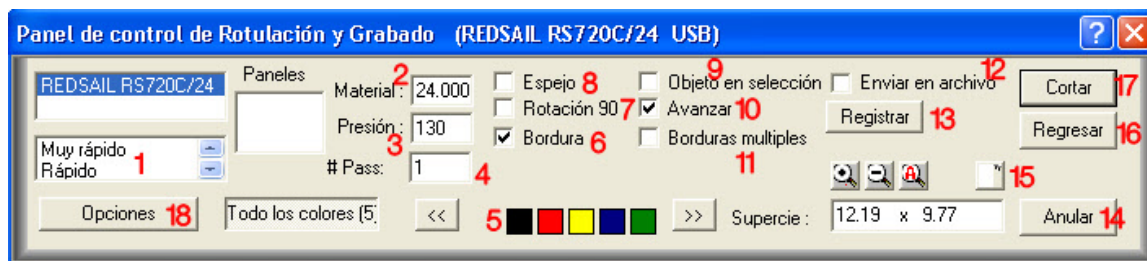 Panel de control de Rotulación y Grabado (REDSAIL RS720C/24 USB)
REDSAIL RS720C/24
Paneles
2
Material : 24.000
Espejo 8
9
Objeto en selección
12
Enviar en archivo
Cortar 17
Rotación 90 7
Avanzar 10
Registrar 13
Presión : 130
3
Bordura 6
Borduras multiples
11
Regresar 16
Muy rápido
Rápido
1
# Pass: 1
4
A
15
Opciones 18
Todo los colores (5
<<
5
>>
Supercie : 12.19 x 9.77
Anular 14